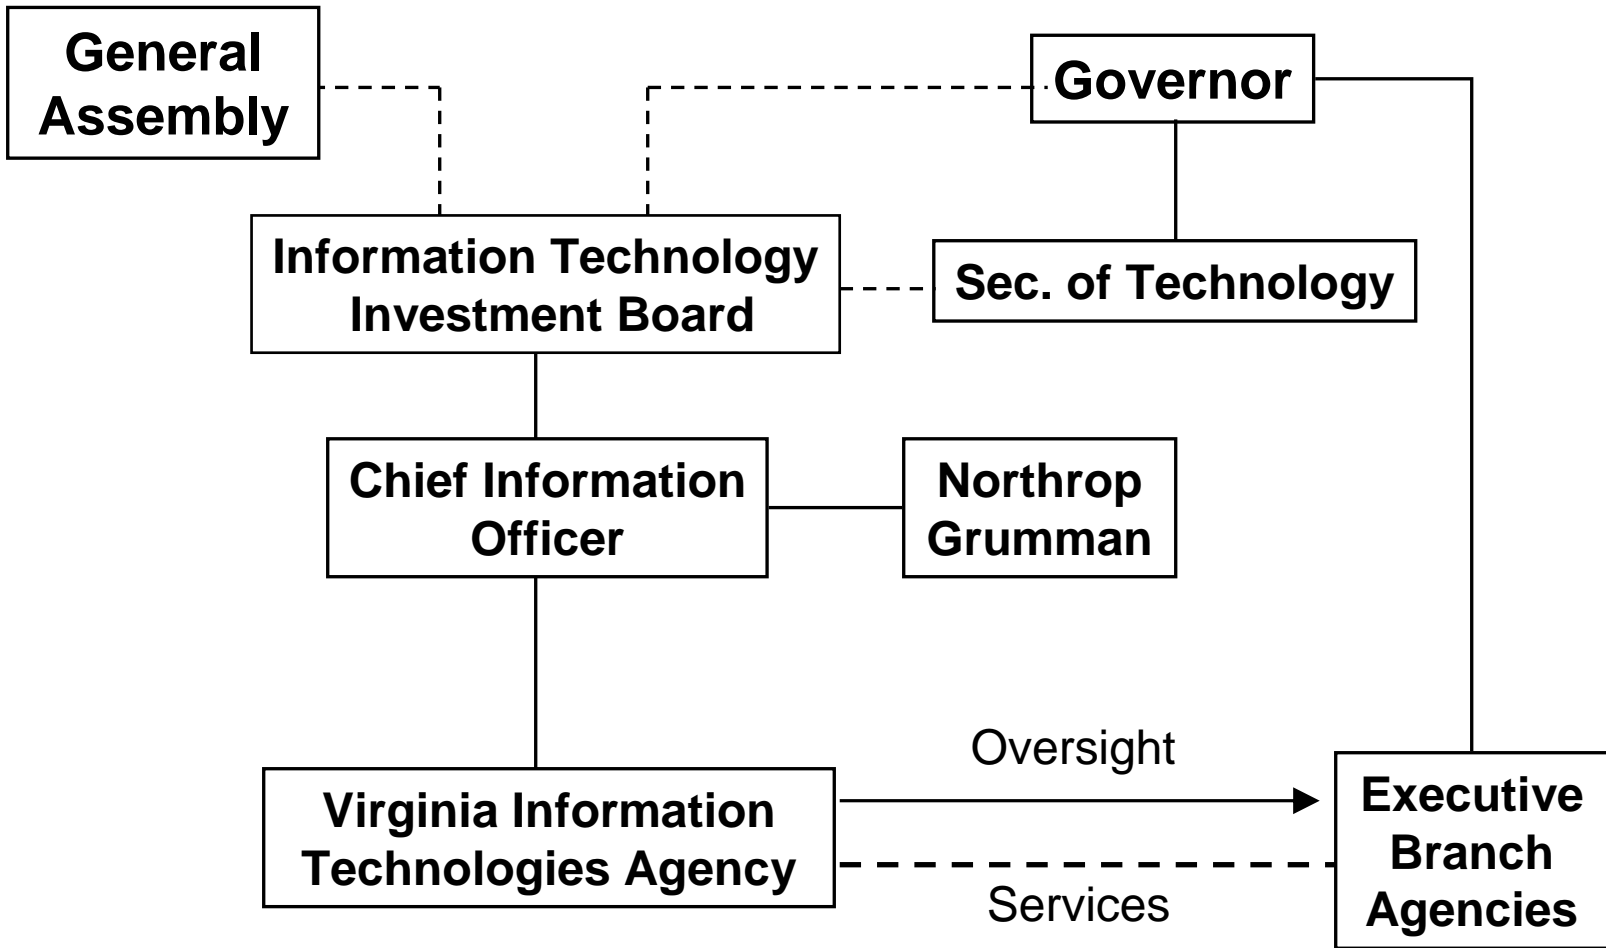 General
Assembly
Governor
Information Technology
Investment Board
Sec. of Technology
Chief Information
Officer
Northrop
Grumman
Oversight
Virginia Information
Technologies Agency
Executive
Branch
Agencies
Services